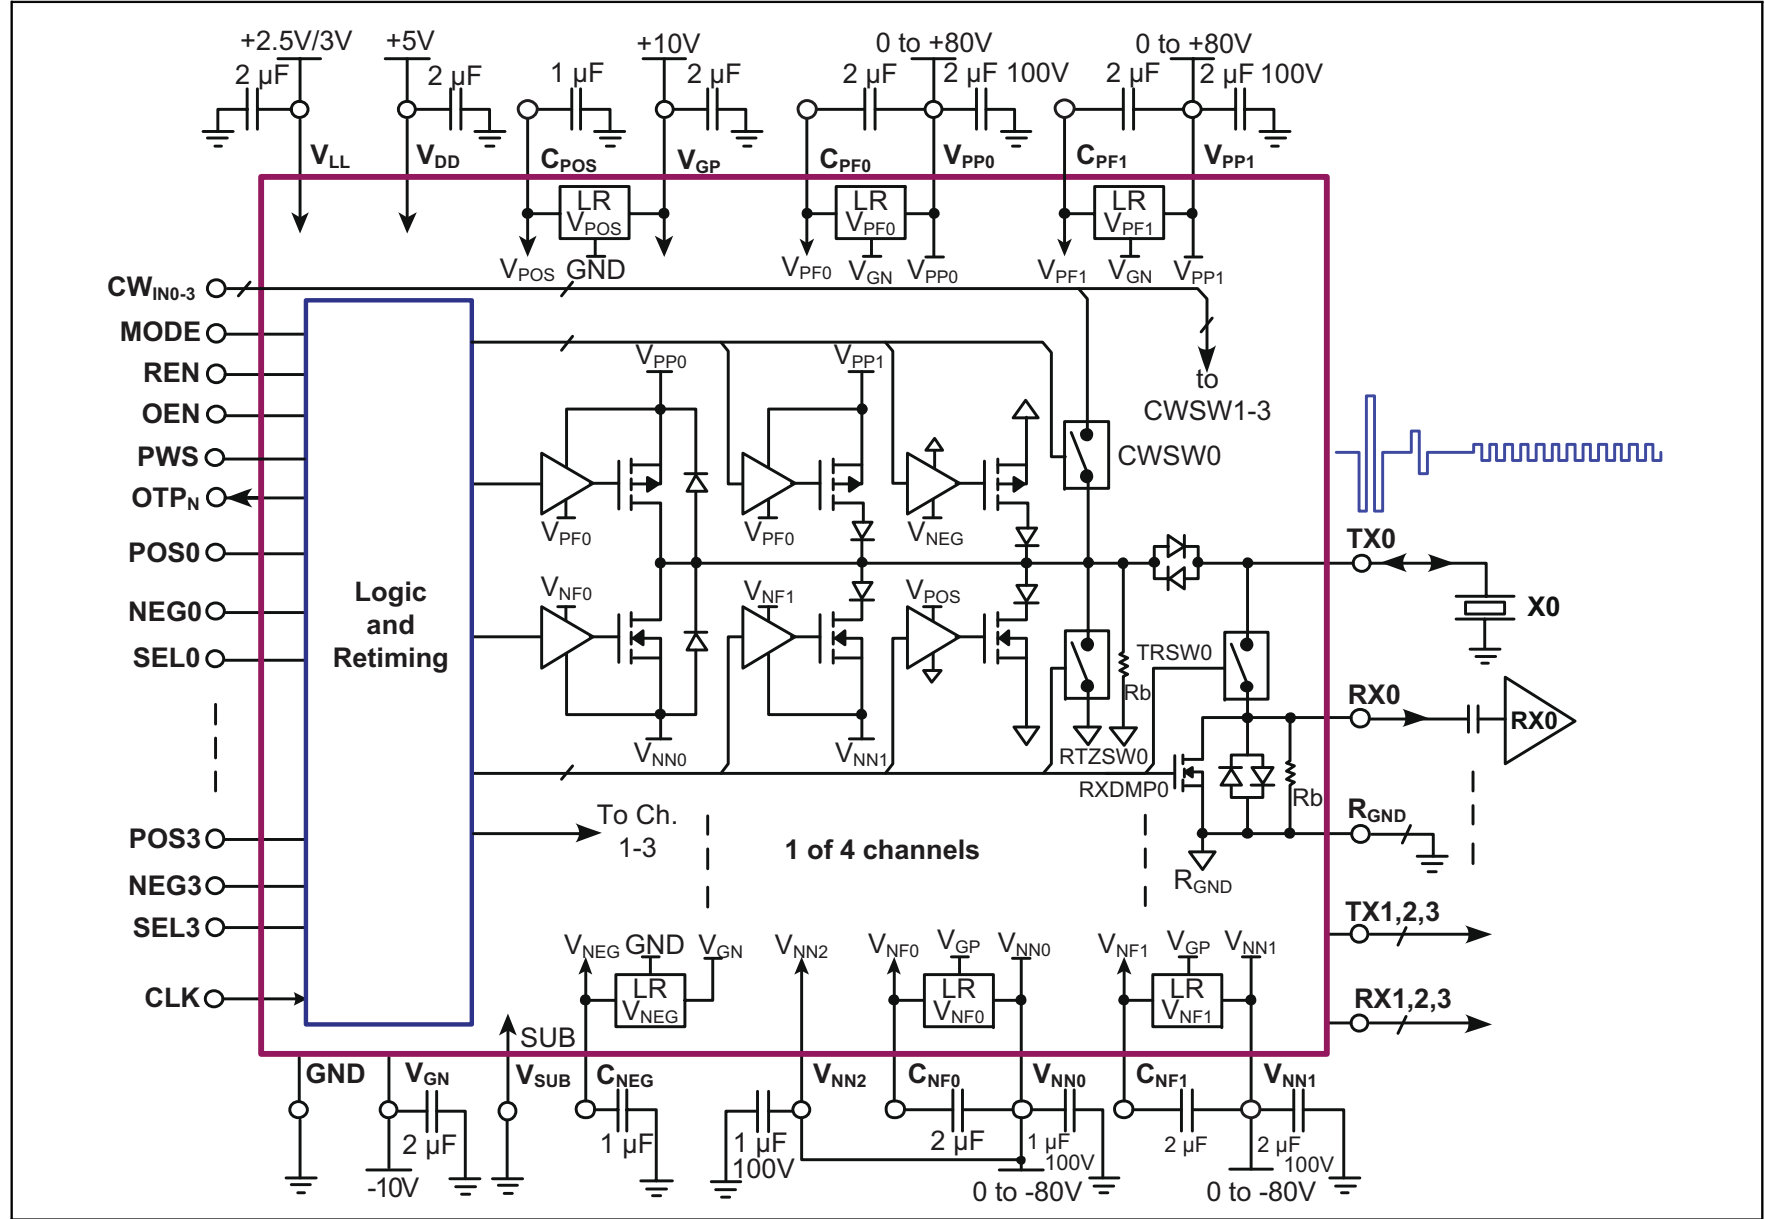 +2.5V/3V +5V +10V 0 to +80V 0 to +80V
2 µF 2 µF 1 µF 2 µF 2 µF 2 µF 100V 2 µF 2 µF 100V
VLL VDD CPOS VGP CPF0 VPP0 CPF1 VPP1
LR LR LR
VPOS VPF0 VPF1
VPOS GND VPF0 VGN VPP0 VPF1 VGN VPP1
CWIN0-3
MODE
REN
OEN
PWS
OTPN
POS0
NEG0
SEL0
POS3
NEG3
SEL3
CLK
Logic
and
Retiming
VPP0 VPP1
to
CWSW1-3
CWSW0
VPF0 VPF0 VNEG
VNF0 VNF1 VPOS
TX0
X0
TRSW0
Rb
RX0 RX0
VNN0 VNN1 RTZSW0
RXDMP0
Rb
RGND
RGND
To Ch.
1-3
1 of 4 channels
TX1,2,3
RX1,2,3
VNEG GND VGN VNN2 VNF0 VGP VNN0 VNF1 VGP VNN1
LR LR LR
VNEG VNF0 VNF1
SUB
GND VGN VSUB CNEG VNN2 CNF0 VNN0 CNF1 VNN1
2 µF 1 µF 1 µF 2 µF 1 µF 2 µF 2 µF
100V 100V 100V
-10V 0 to -80V 0 to -80V